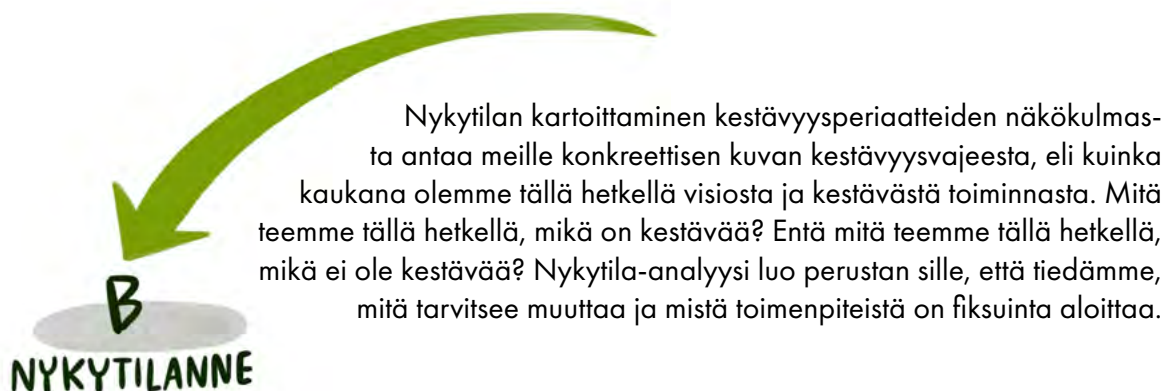 Nykytilan kartoittaminen kestävyysperiaatteiden näkökulmas-
ta antaa meille konkreettisen kuvan kestävyysvajeesta, eli kuinka
kaukana olemme tällä hetkellä visiosta ja kestävästä toiminnasta. Mitä
teemme tällä hetkellä, mikä on kestävää? Entä mitä teemme tällä hetkellä,
mikä ei ole kestävää? Nykytila-analyysi luo perustan sille, että tiedämme,
mitä tarvitsee muuttaa ja mistä toimenpiteistä on fiksuinta aloittaa.
B
NYKYTILANNE